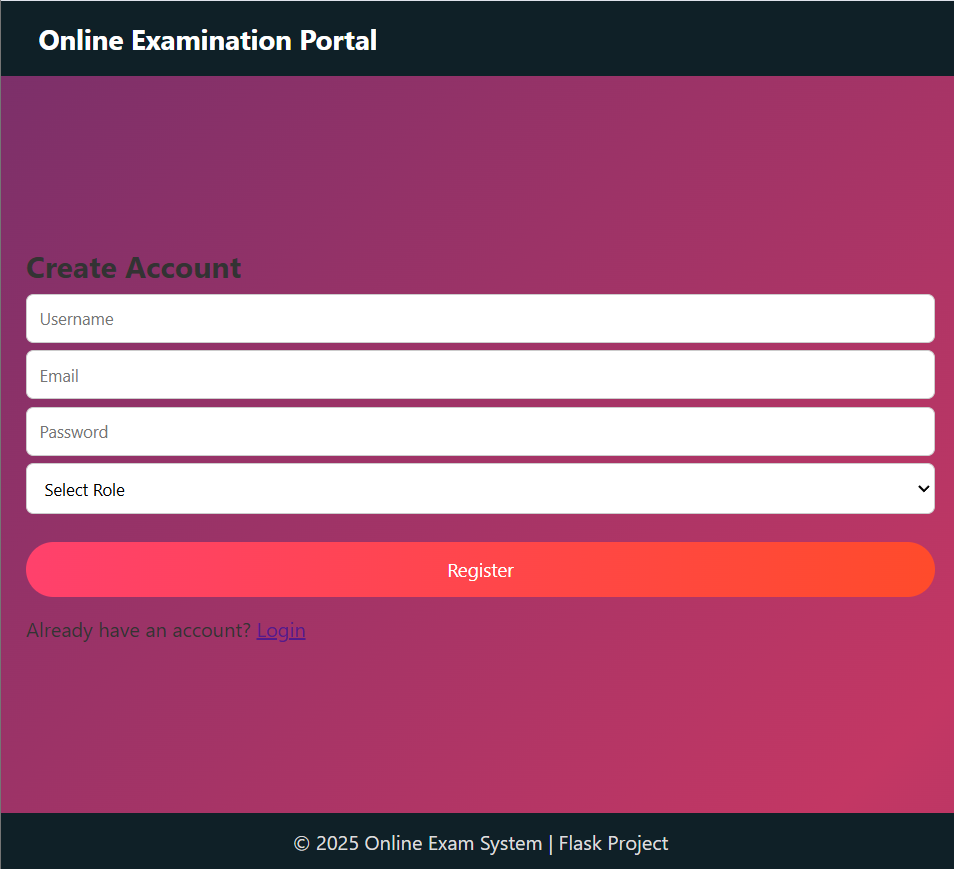 Online Examination Portal
Create Account
Username
Email
Password
Select Role
Register
Already have an account? Login
© 2025 Online Exam System | Flask Project